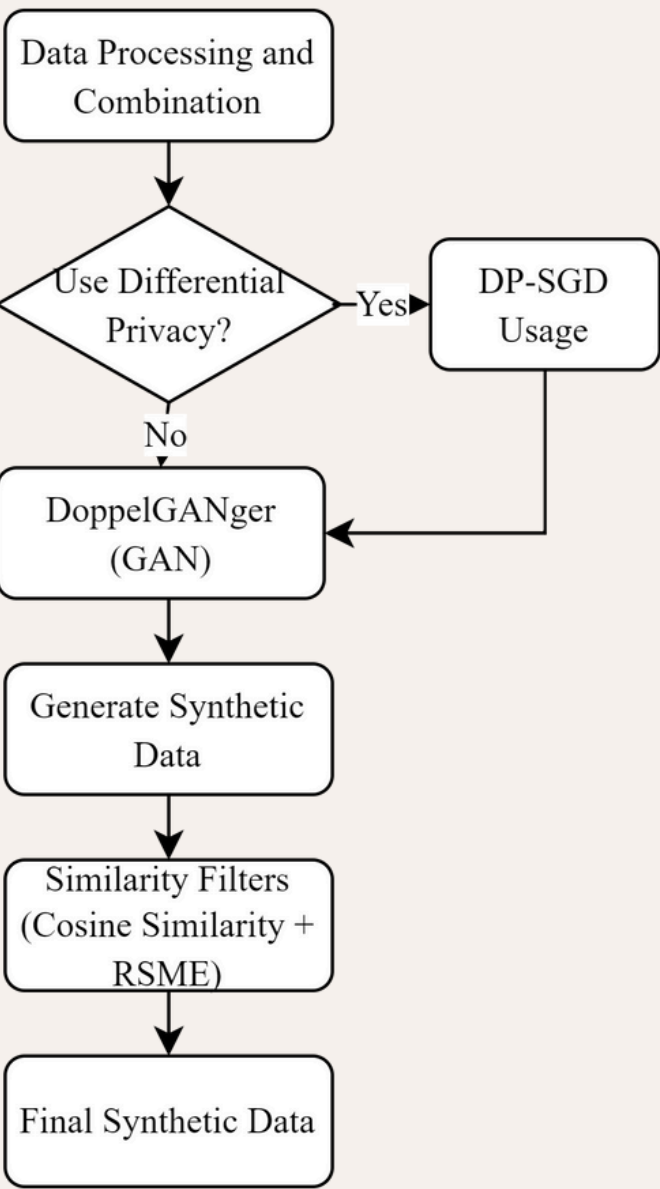 Data Processing and
Combination
Use Differential
Privacy?
Yes
DP-SGD
Usage
No
DoppelGANger
(GAN)
Generate Synthetic
Data
Similarity Filters
(Cosine Similarity +
RSME)
Final Synthetic Data